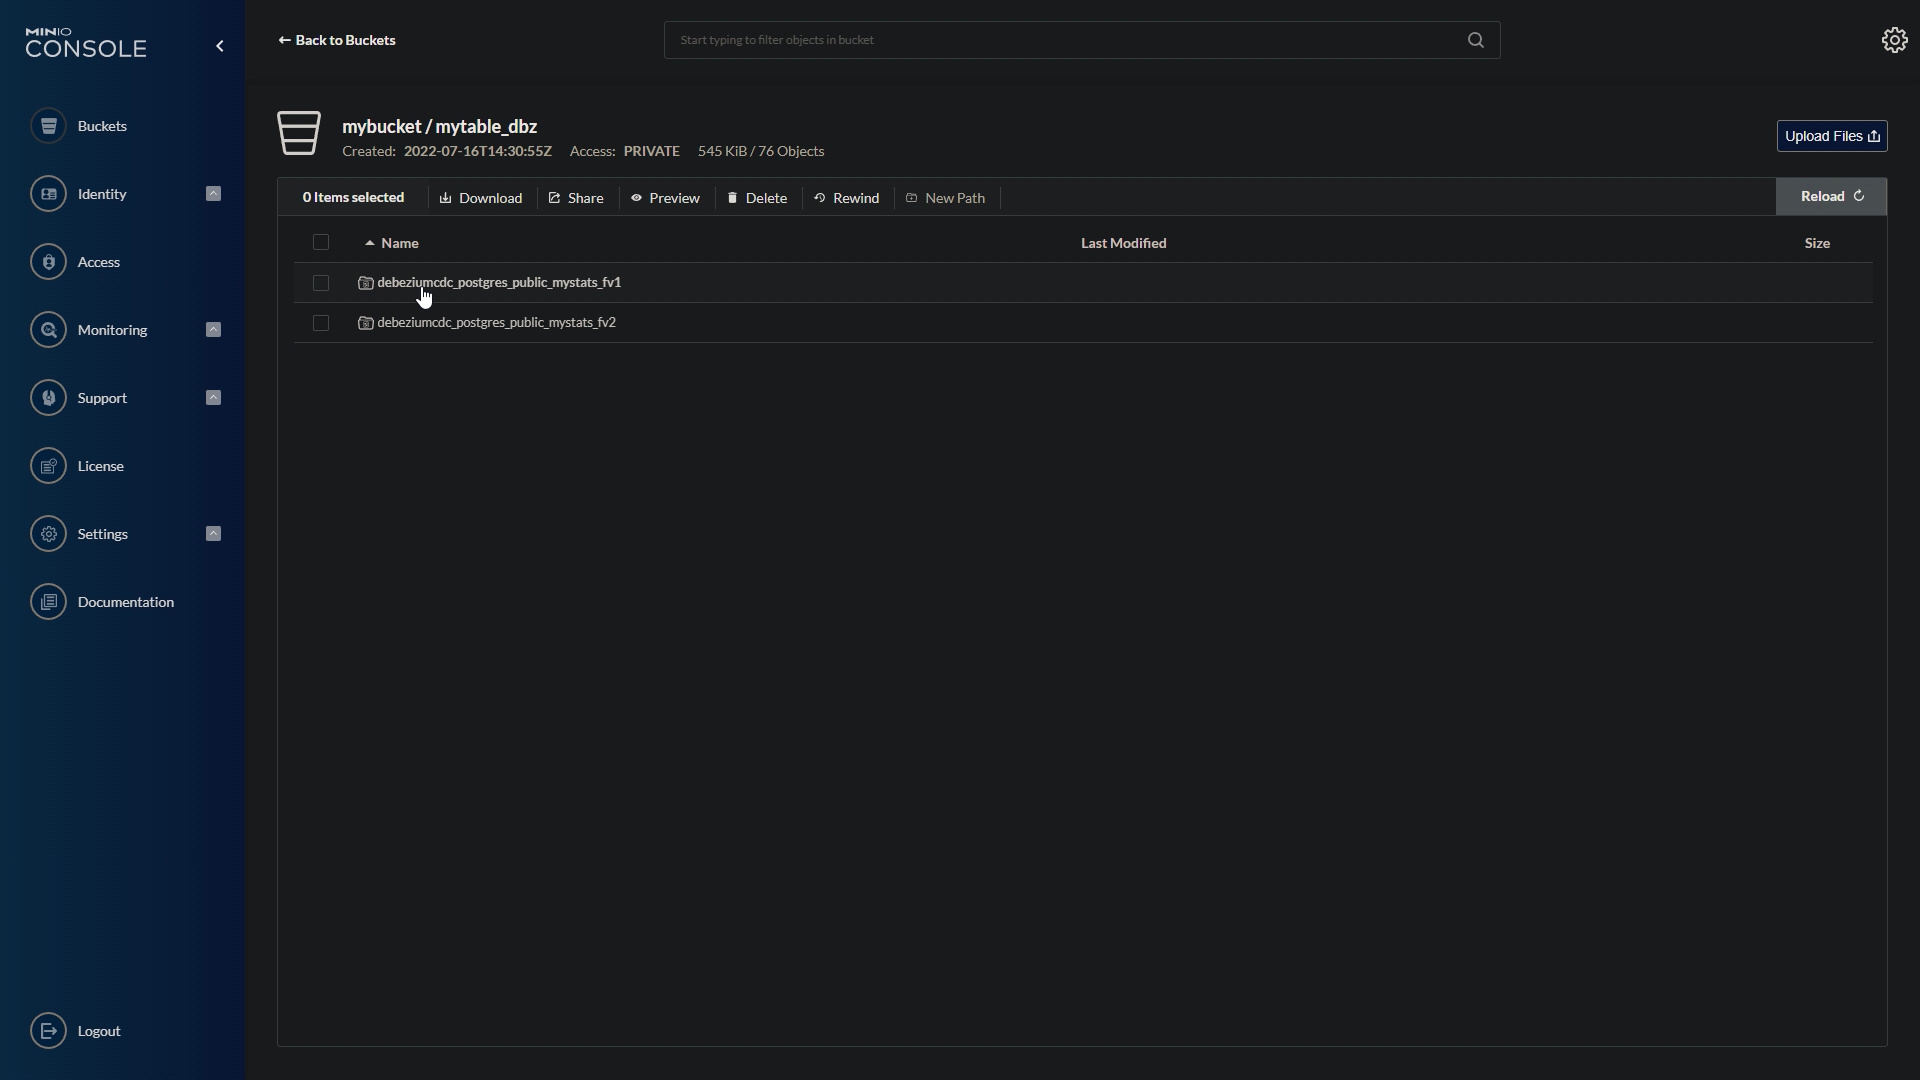 MINIO
CONSOLE
Back to Buckets
Start typing to filter objects in bucket
Buckets
Identity
Access
Monitoring
Support
License
Settings
Documentation
Logout
mybucket / mytable_dbz
Created: 2022-07-16T14:30:55Z Access: PRIVATE 545 KiB / 76 Objects
Upload Files
0 Items selected Download Share Preview Delete Rewind New Path Reload
Name Last Modified Size
debeziumcdc_postgres_public_mystats_fv1
debeziumcdc_postgres_public_mystats_fv2